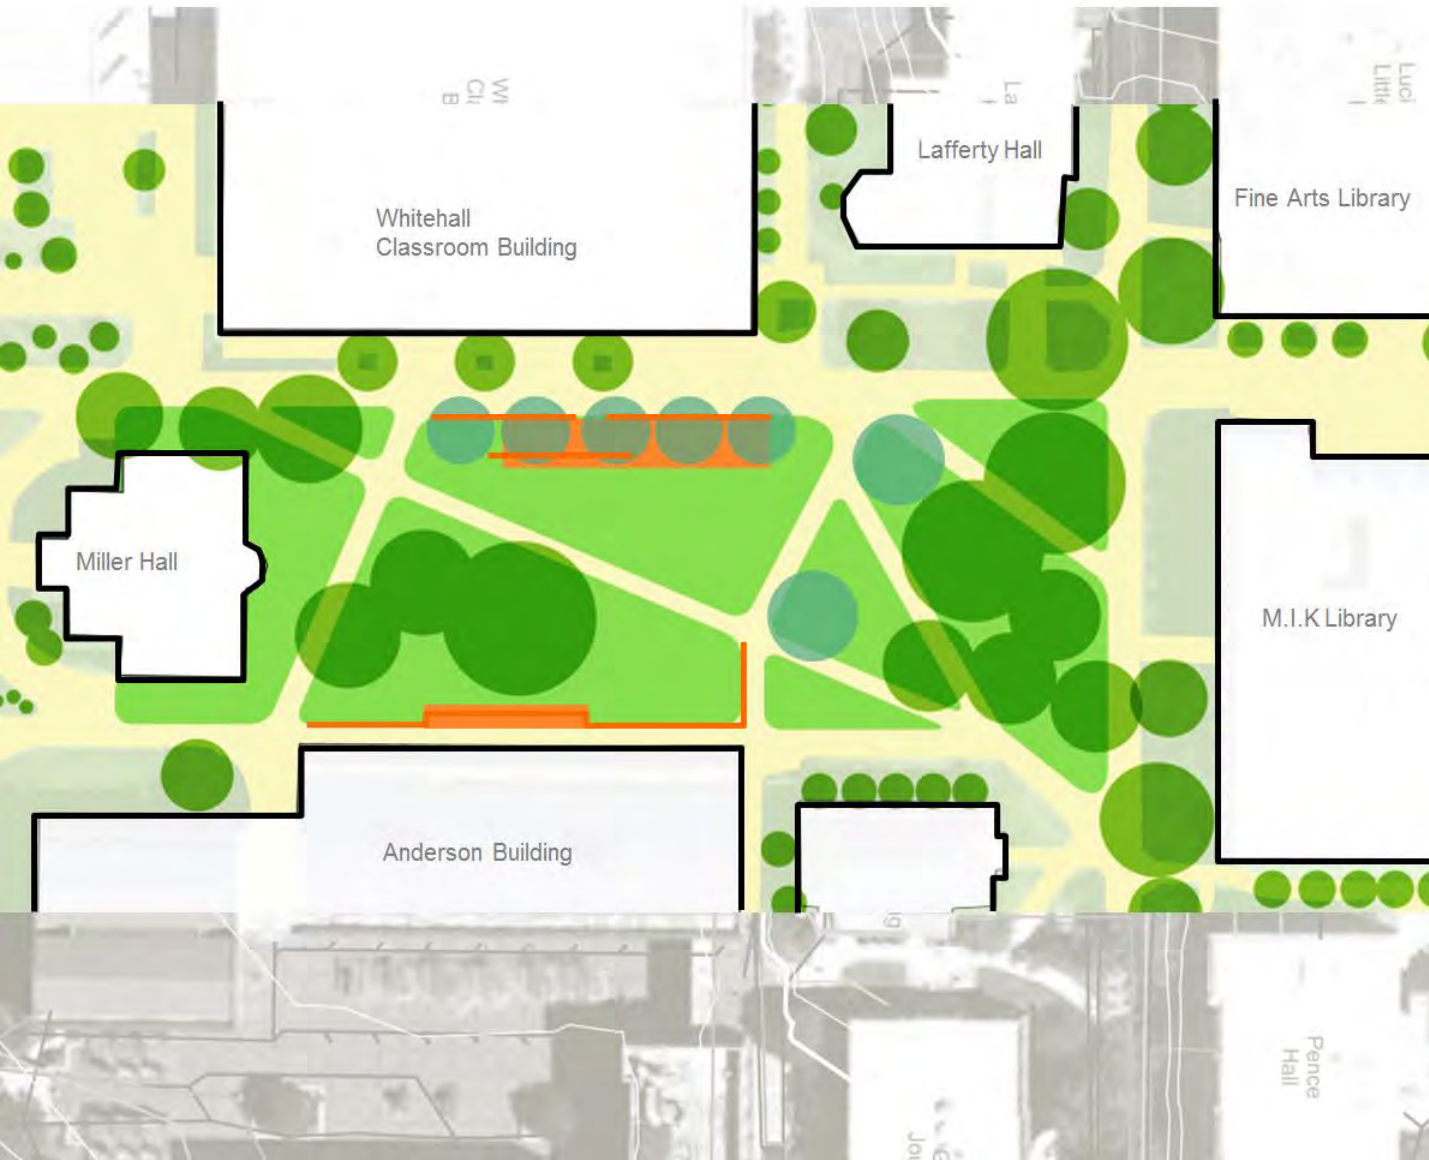 Lafferty Hall
Fine Arts Library
Whitehall
Classroom Building
Miller Hall
M.I.K Library
Anderson Building
Pence
Hall